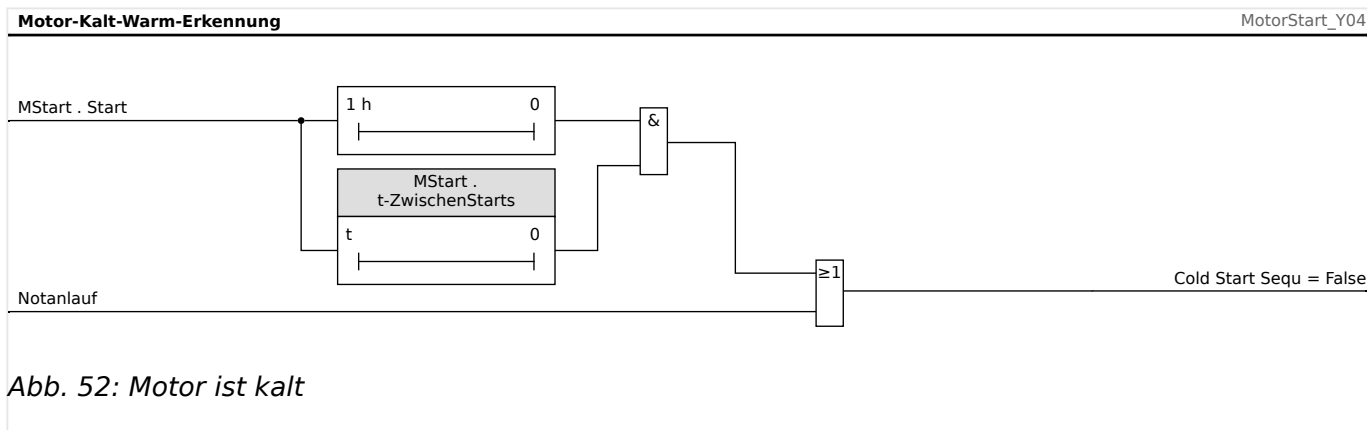 Motor-Kalt-Warm-Erkennung
MotorStart_Y04
MStart . Start
1 h 0
&
MStart .
t-ZwischenStarts
t 0
≥1
Cold Start Sequ = False
Notanlauf
Abb. 52: Motor ist kalt